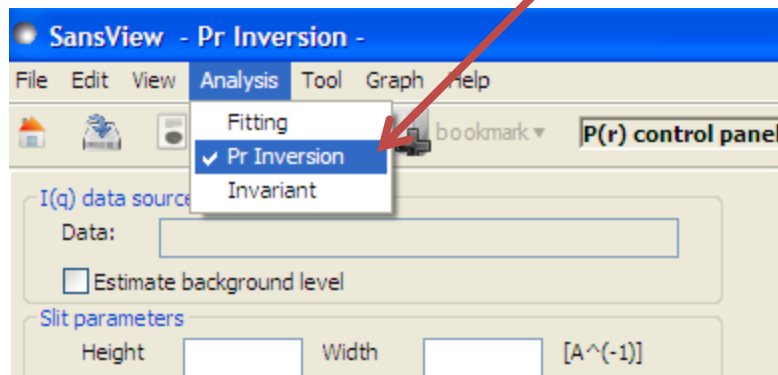 SansView - Pr Inversion -
File Edit View Analysis Tool Graph Help
Fitting
bookmark
P(r) control panel
Pr Inversion
Invariant
I(q) data source
Data:
Estimate background level
Slit parameters
Height Width [A^(-1)]